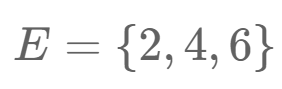 E = {2, 4, 6}